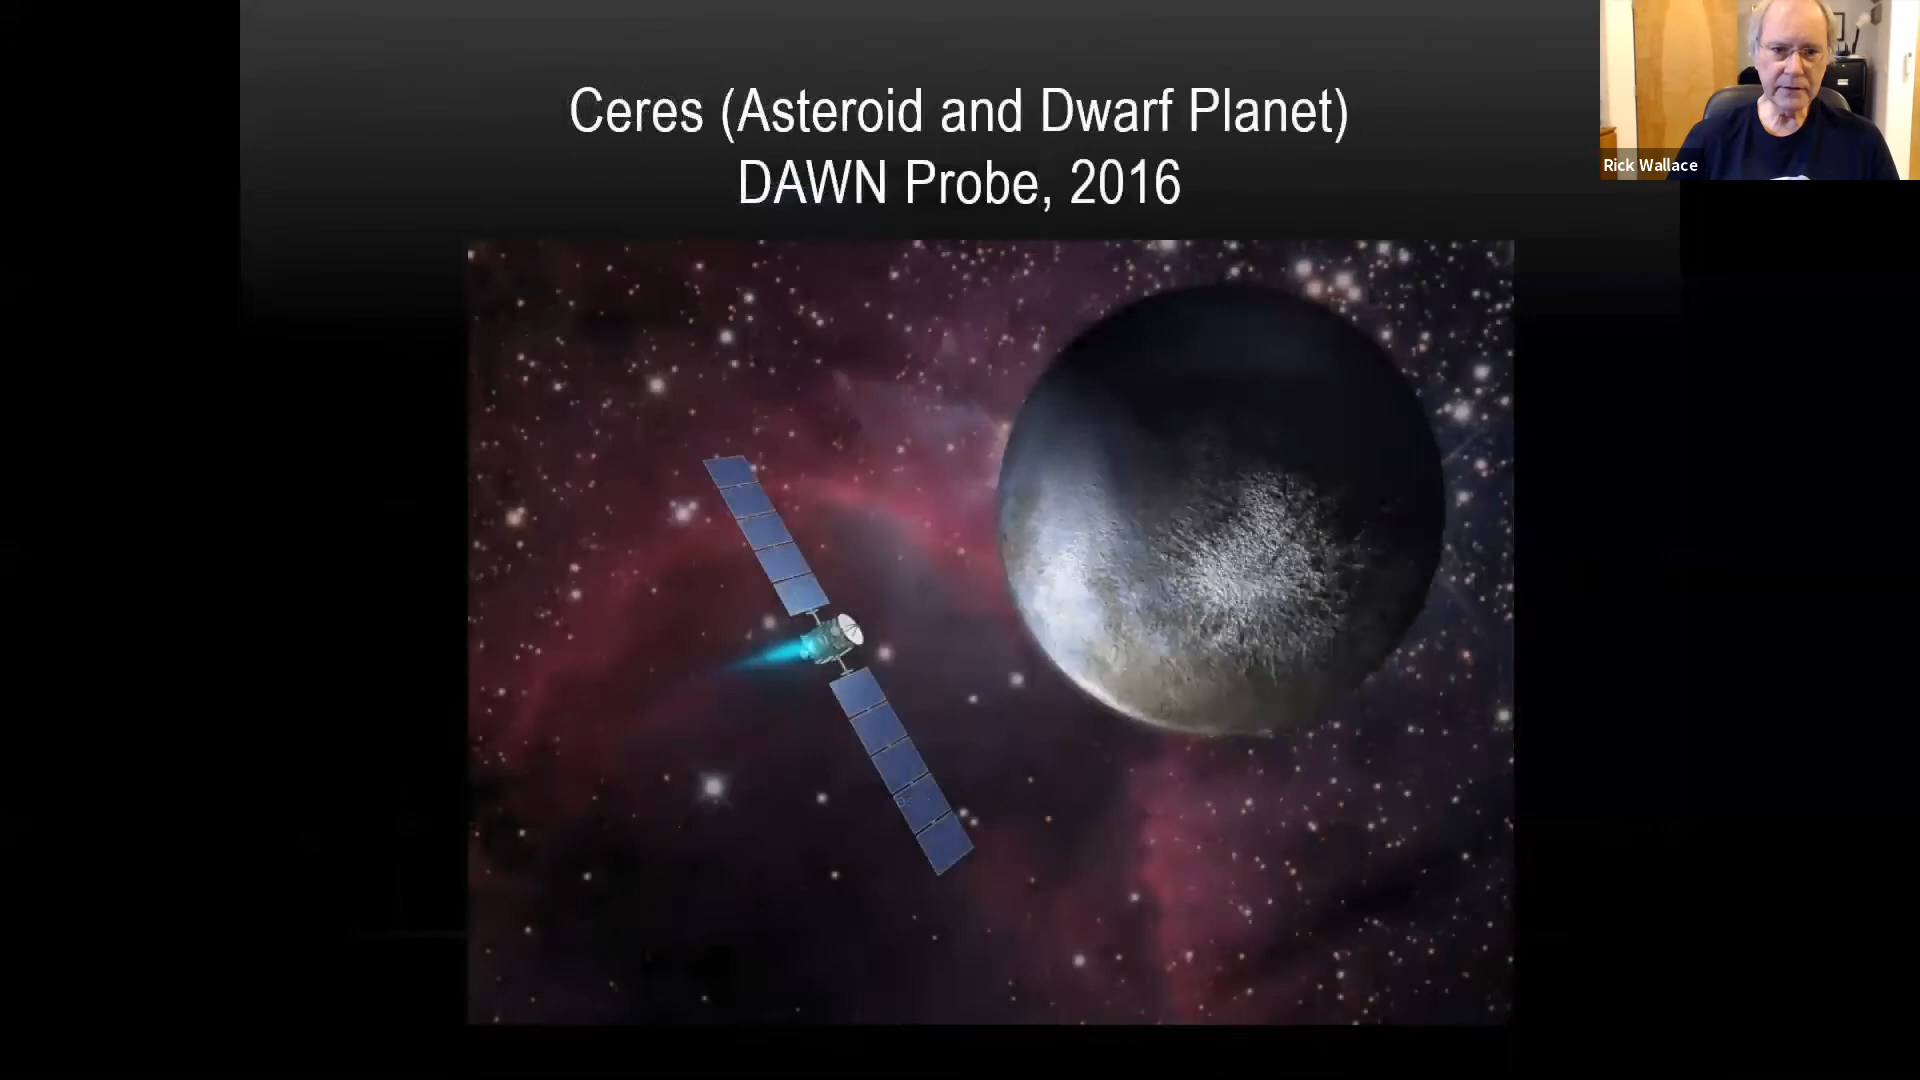 Ceres (Asteroid and Dwarf Planet)
DAWN Probe, 2016
Rick Wallace